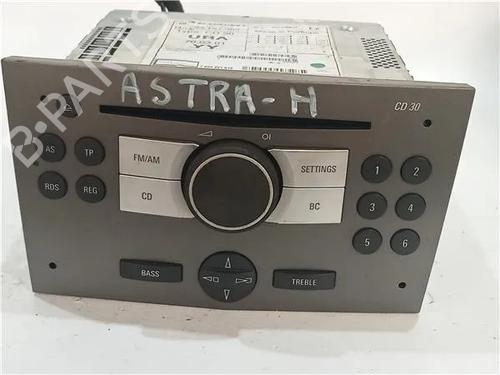 ASTRA-H
CD 30
B-PARTS
AS
TP
FM/AM
SETTINGS
1
2
RDS
REG
CD
BC
3
4
5
6
BASS
TREBLE